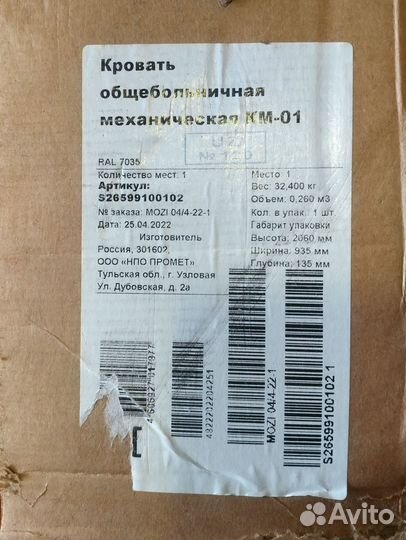 Кровать
общебольничная
механическая КМ-01
RAL 7035
Количество мест: 1
Место: 1
Артикул:
Вес: 32,400 кг
S26599100102
Объем: 0,260 м3
№ заказа: MOZI 04/4-22-1
Кол. в упак.: 1 шт
Дата: 25.04.2022
Габарит упаковки
Изготовитель
Высота: 2060 мм
Россия, 301602,
Ширина: 935 мм
ООО «НПО ПРОМЕТ»
Глубина: 135 мм
Тульская обл., г. Узловая
Ул. Дубовская, д. 2а
4822202204251
MOZI 04/4-22-1
S26599100102 1
Avito